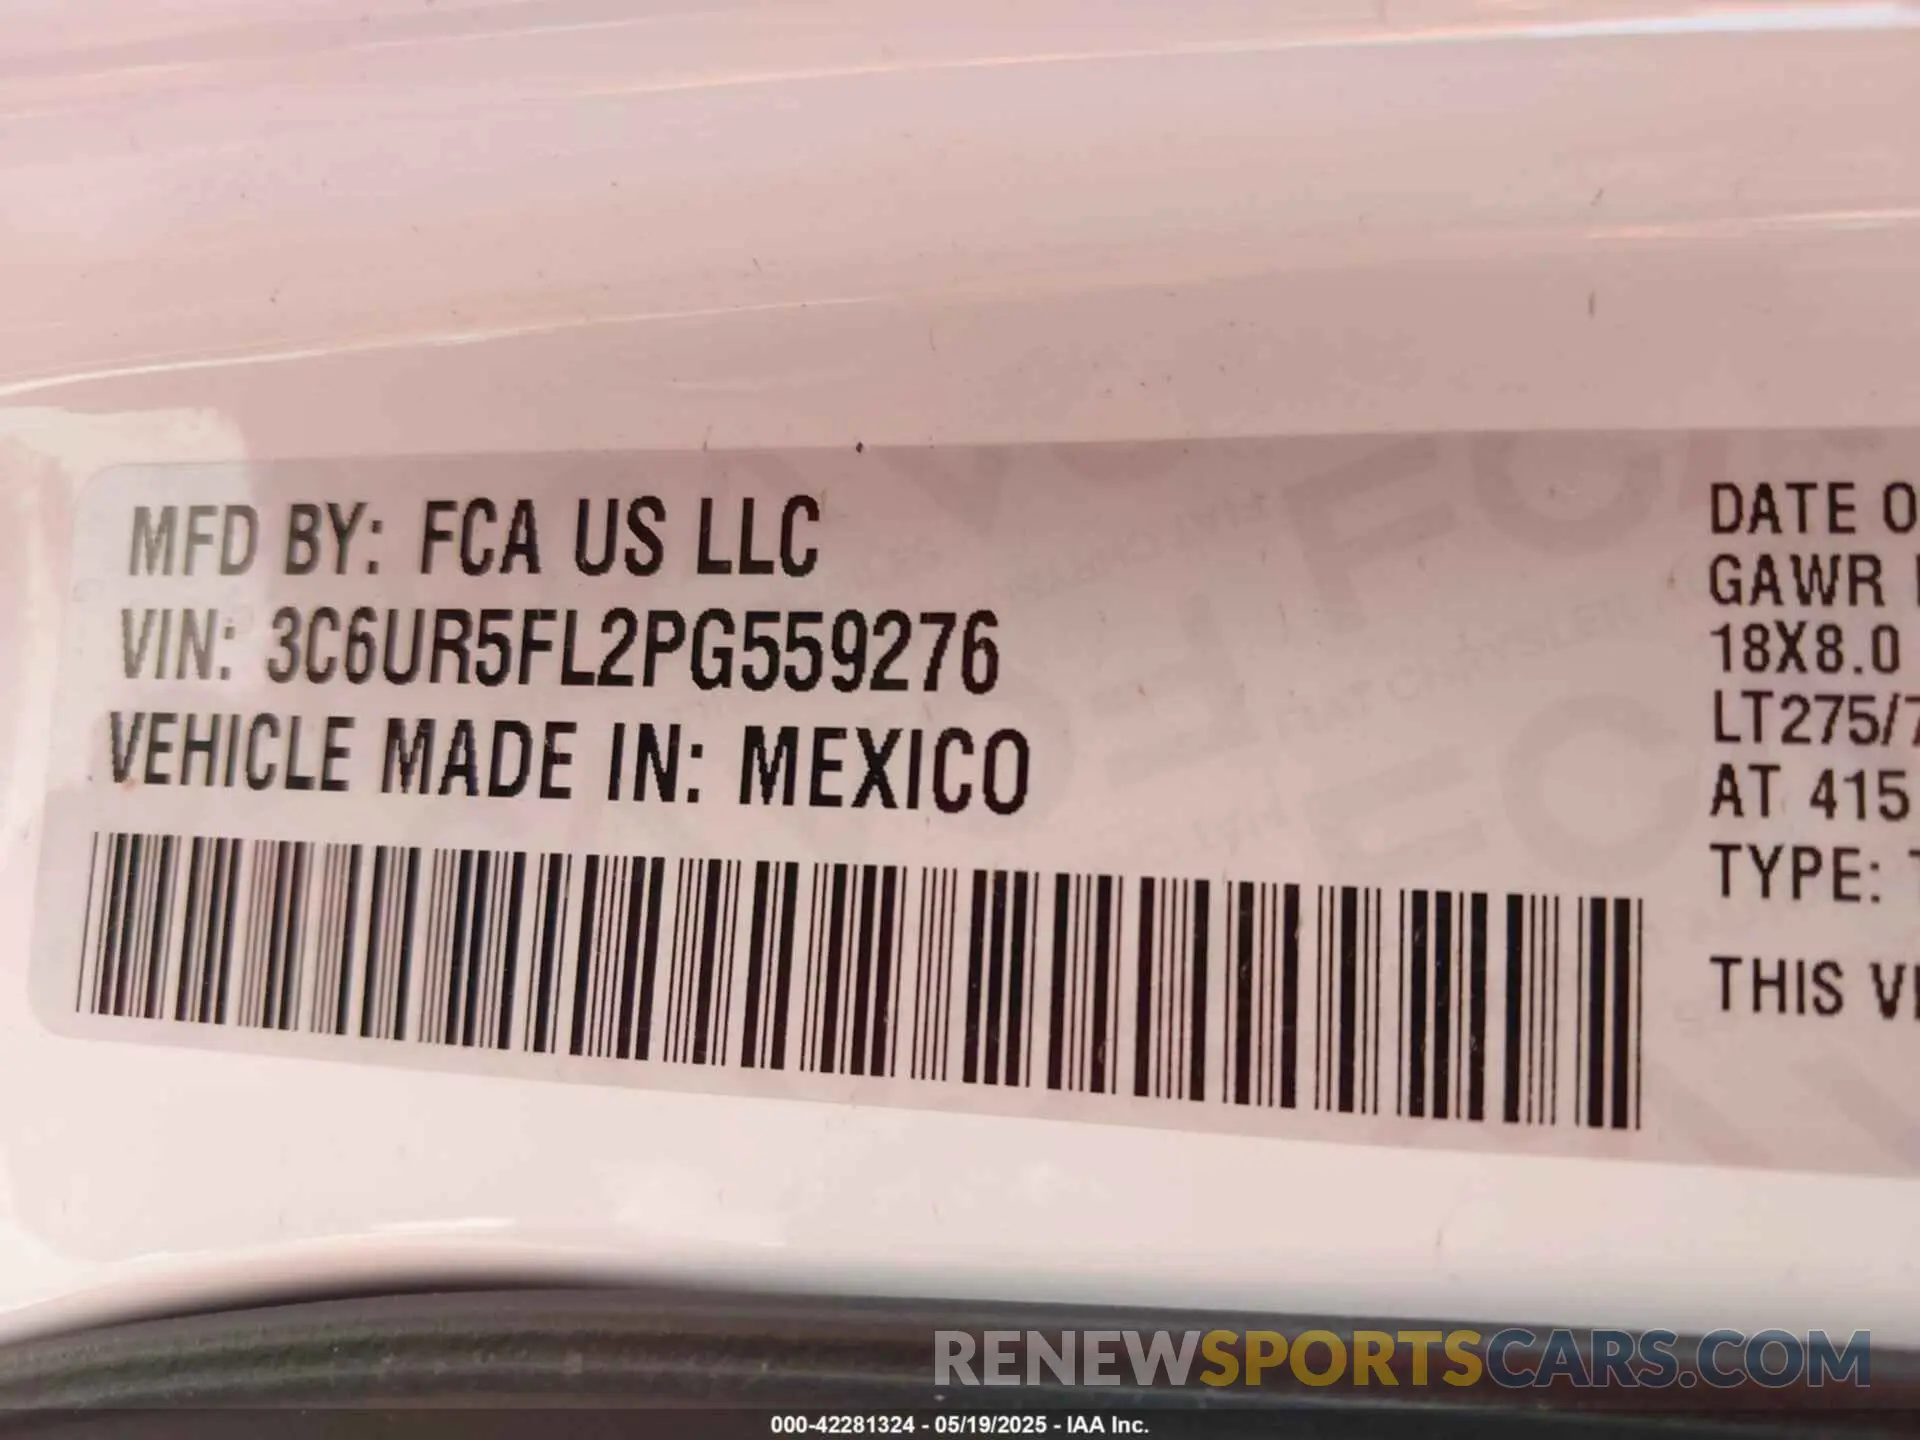 MFD BY: FCA US LLC
VIN: 3C6UR5FL2PG559276
VEHICLE MADE IN: MEXICO
DATE O
GAWR
18X8.0
LT275/7
AT 415
TYPE:
THIS VE
RENEWSPORTSCARS.COM
000-42281324 - 05/19/2025 - IAA Inc.